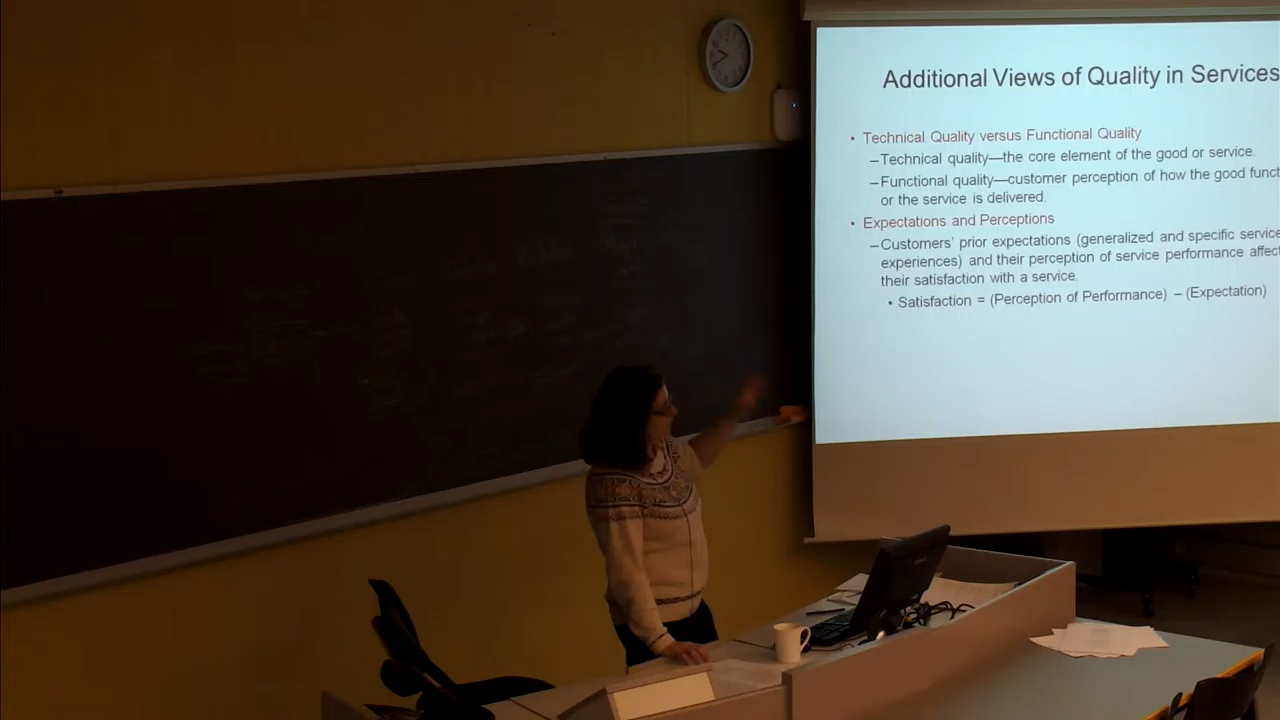 Additional Views of Quality in Services
• Technical Quality versus Functional Quality
–Technical quality—the core element of the good or service.
–Functional quality—customer perception of how the good funct
or the service is delivered.
• Expectations and Perceptions
–Customers' prior expectations (generalized and specific service
experiences) and their perception of service performance affect
their satisfaction with a service.
• Satisfaction = (Perception of Performance) – (Expectation)